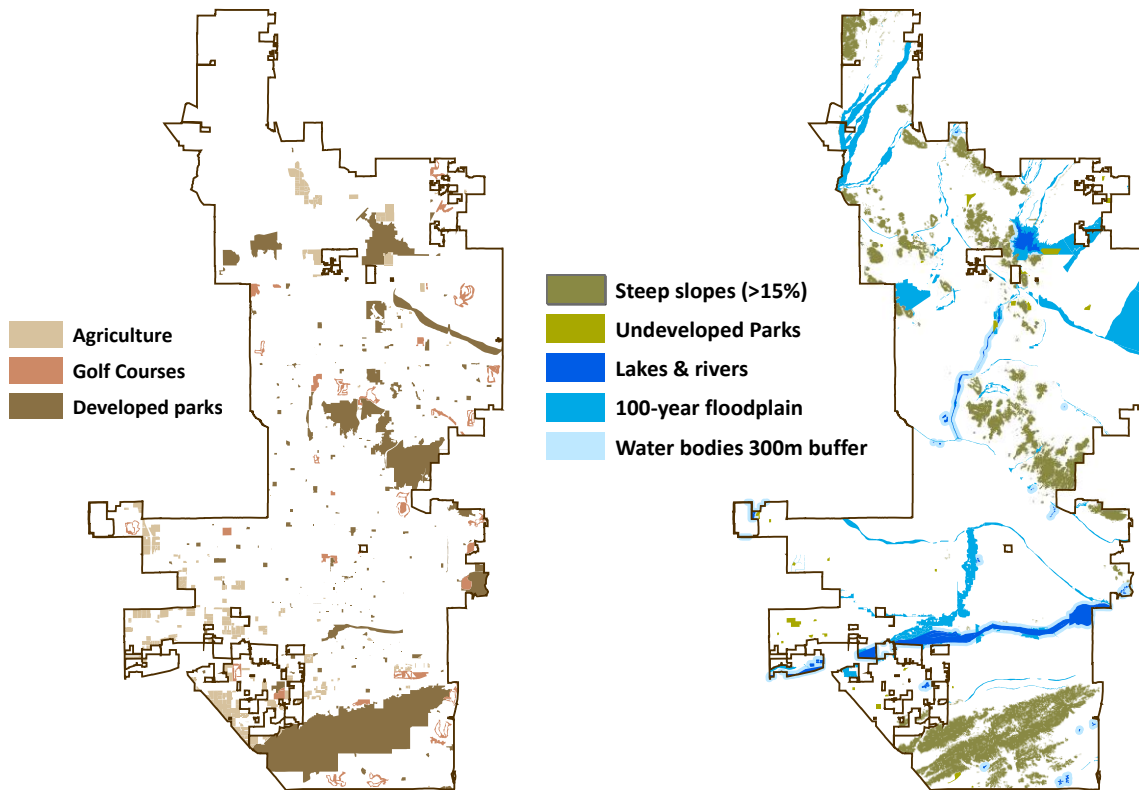 Agriculture
Golf Courses
Developed parks
Steep slopes (>15%)
Undeveloped Parks
Lakes & rivers
100-year floodplain
Water bodies 300m buffer